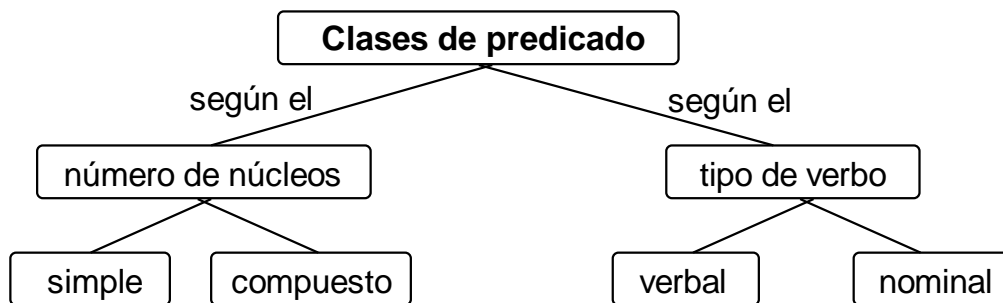 Clases de predicado
según el
según el
número de núcleos
tipo de verbo
simple
compuesto
verbal
nominal